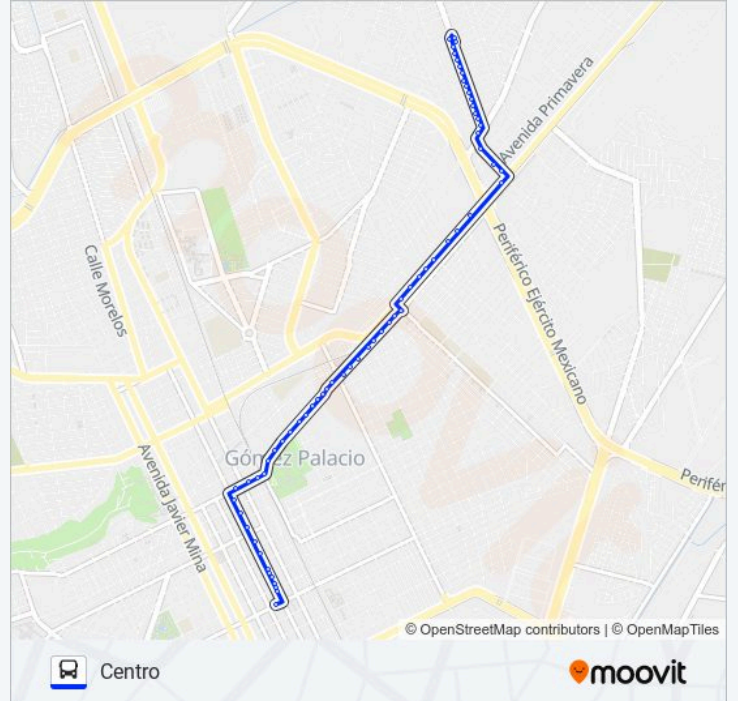 Avenida Primavera
Calle Morelos
Periférico Ejército Mexicano
Gómez Palacio
Avenida Javier Mina
Perifér
© OpenStreetMap contributors | © OpenMapTiles
Centro
moovit